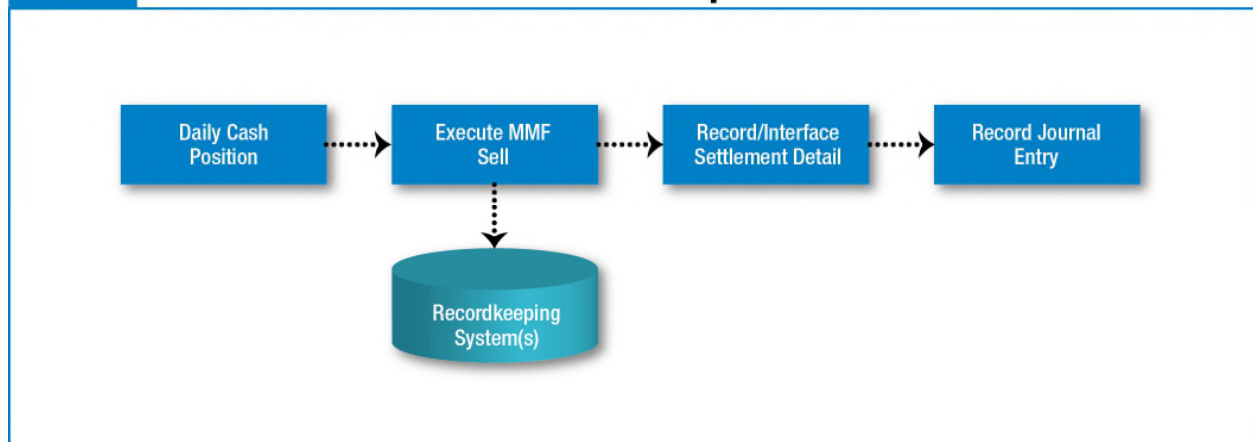 Daily Cash
Position
Execute MMF
Sell
Record/Interface
Settlement Detail
Record Journal
Entry
Recordkeeping
System(s)